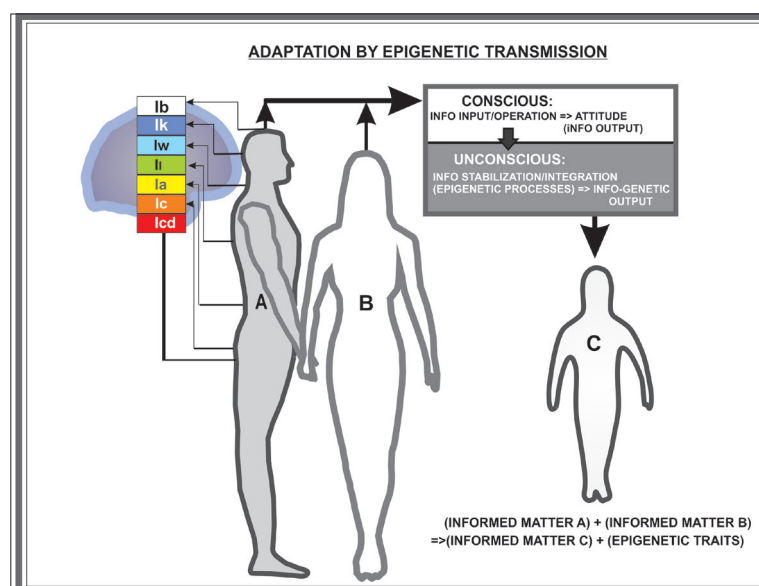 ADAPTATION BY EPIGENETIC TRANSMISSION
Ib
Ik
Iw
Il
Ia
Ic
Icd
A
B
CONSCIOUS:
INFO INPUT/OPERATION => ATTITUDE
(iNFO OUTPUT)
UNCONSCIOUS:
INFO STABILIZATION/INTEGRATION
(EPIGENETIC PROCESSES) => INFO-GENETIC
OUTPUT
C
(INFORMED MATTER A) + (INFORMED MATTER B)
=>(INFORMED MATTER C) + (EPIGENETIC TRAITS)